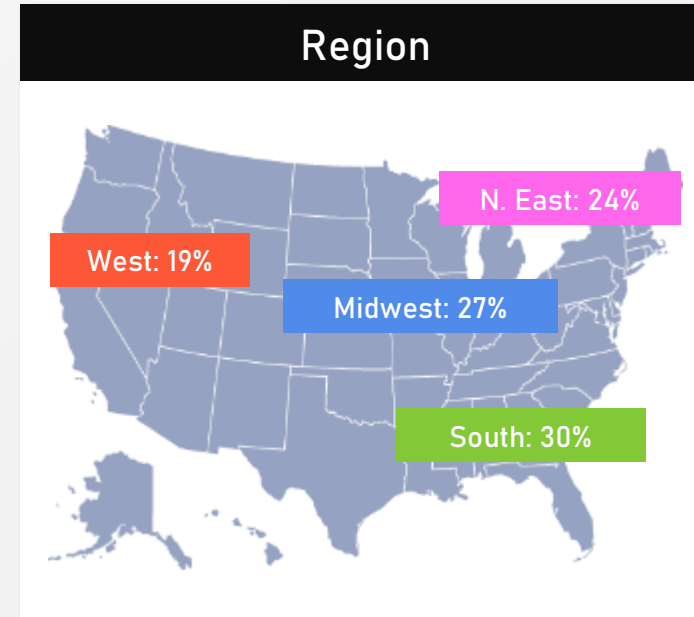 Region
N. East: 24%
West: 19%
Midwest: 27%
South: 30%